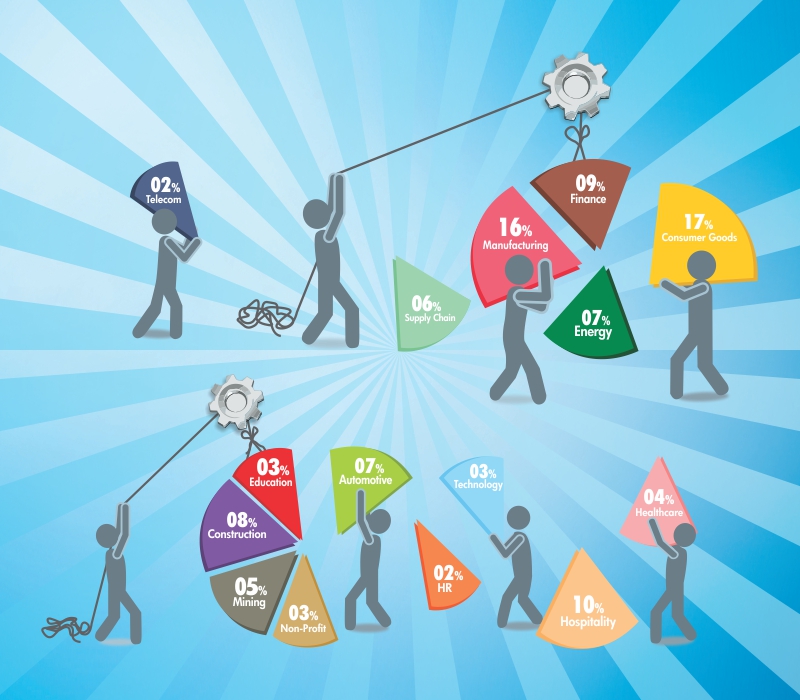 02%
Telecom
09%
Finance
16%
Manufacturing
17%
Consumer Goods
06%
Supply Chain
07%
Energy
03%
Education
07%
Automotive
03%
Technology
04%
Healthcare
08%
Construction
05%
Mining
03%
Non-Profit
02%
HR
10%
Hospitality